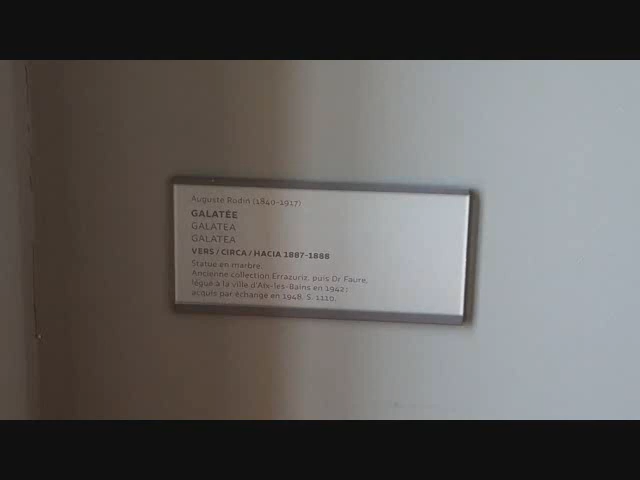 Auguste Rodin (1840-1917)
GALATÉE
GALATEA
GALATEA
VERS / CIRCA / HACIA 1887-1888
Statue en marbre.
Ancienne collection Errazuriz, puis Dr Faure,
légué à la ville d'Aix-les-Bains en 1942 ;
acquis par échange en 1948. S. 1110.